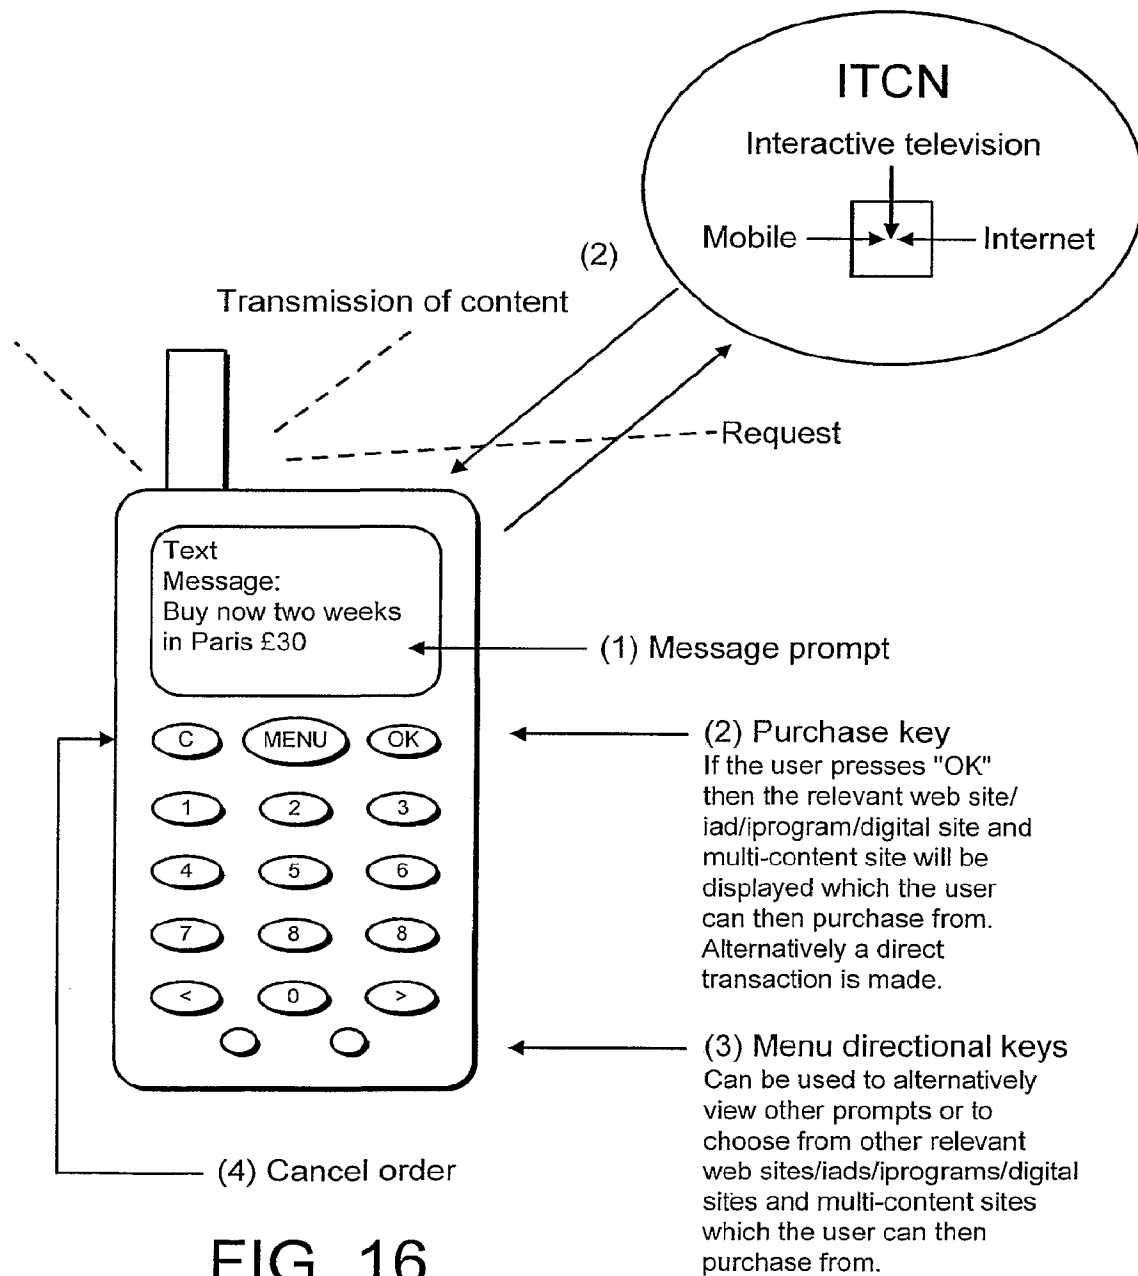 ITCN
Interactive television
Mobile
Internet
(2)
Transmission of content
Request
Text
Message:
Buy now two weeks
in Paris £30
(1) Message prompt
C
MENU
OK
(2) Purchase key
If the user presses "OK"
then the relevant web site/
iad/iprogram/digital site and
multi-content site will be
displayed which the user
can then purchase from.
Alternatively a direct
transaction is made.
1
2
3
4
5
6
7
8
8
<
0
>
(3) Menu directional keys
Can be used to alternatively
view other prompts or to
choose from other relevant
web sites/iads/iprograms/digital
sites and multi-content sites
which the user can then
purchase from.
(4) Cancel order
FIG. 16